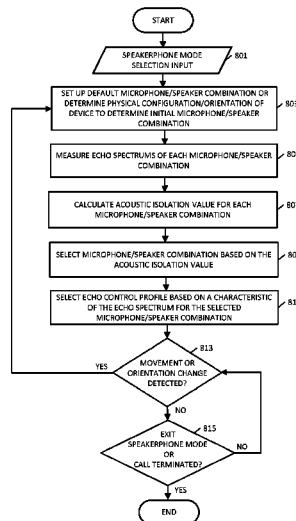 START
SPEAKERPHONE MODE
SELECTION INPUT
801
SET UP DEFAULT MICROPHONE/SPEAKER COMBINATION OR
DETERMINE PHYSICAL CONFIGURATION/ORIENTATION OF
DEVICE TO DETERMINE INITIAL MICROPHONE/SPEAKER
COMBINATION
MEASURE ECHO SPECTRUMS OF EACH MICROPHONE/SPEAKER
COMBINATION
CALCULATE ACOUSTIC ISOLATION VALUE FOR EACH
MICROPHONE/SPEAKER COMBINATION
SELECT MICROPHONE/SPEAKER COMBINATION BASED ON THE
ACOUSTIC ISOLATION VALUE
SELECT ECHO CONTROL PROFILE BASED ON A CHARACTERISTIC
OF THE ECHO SPECTRUM FOR THE SELECTED
MICROPHONE/SPEAKER COMBINATION
813
YES
MOVEMENT OR
ORIENTATION CHANGE
DETECTED?
NO
815
EXIT
SPEAKERPHONE MODE
OR
CALL TERMINATED?
NO
YES
END